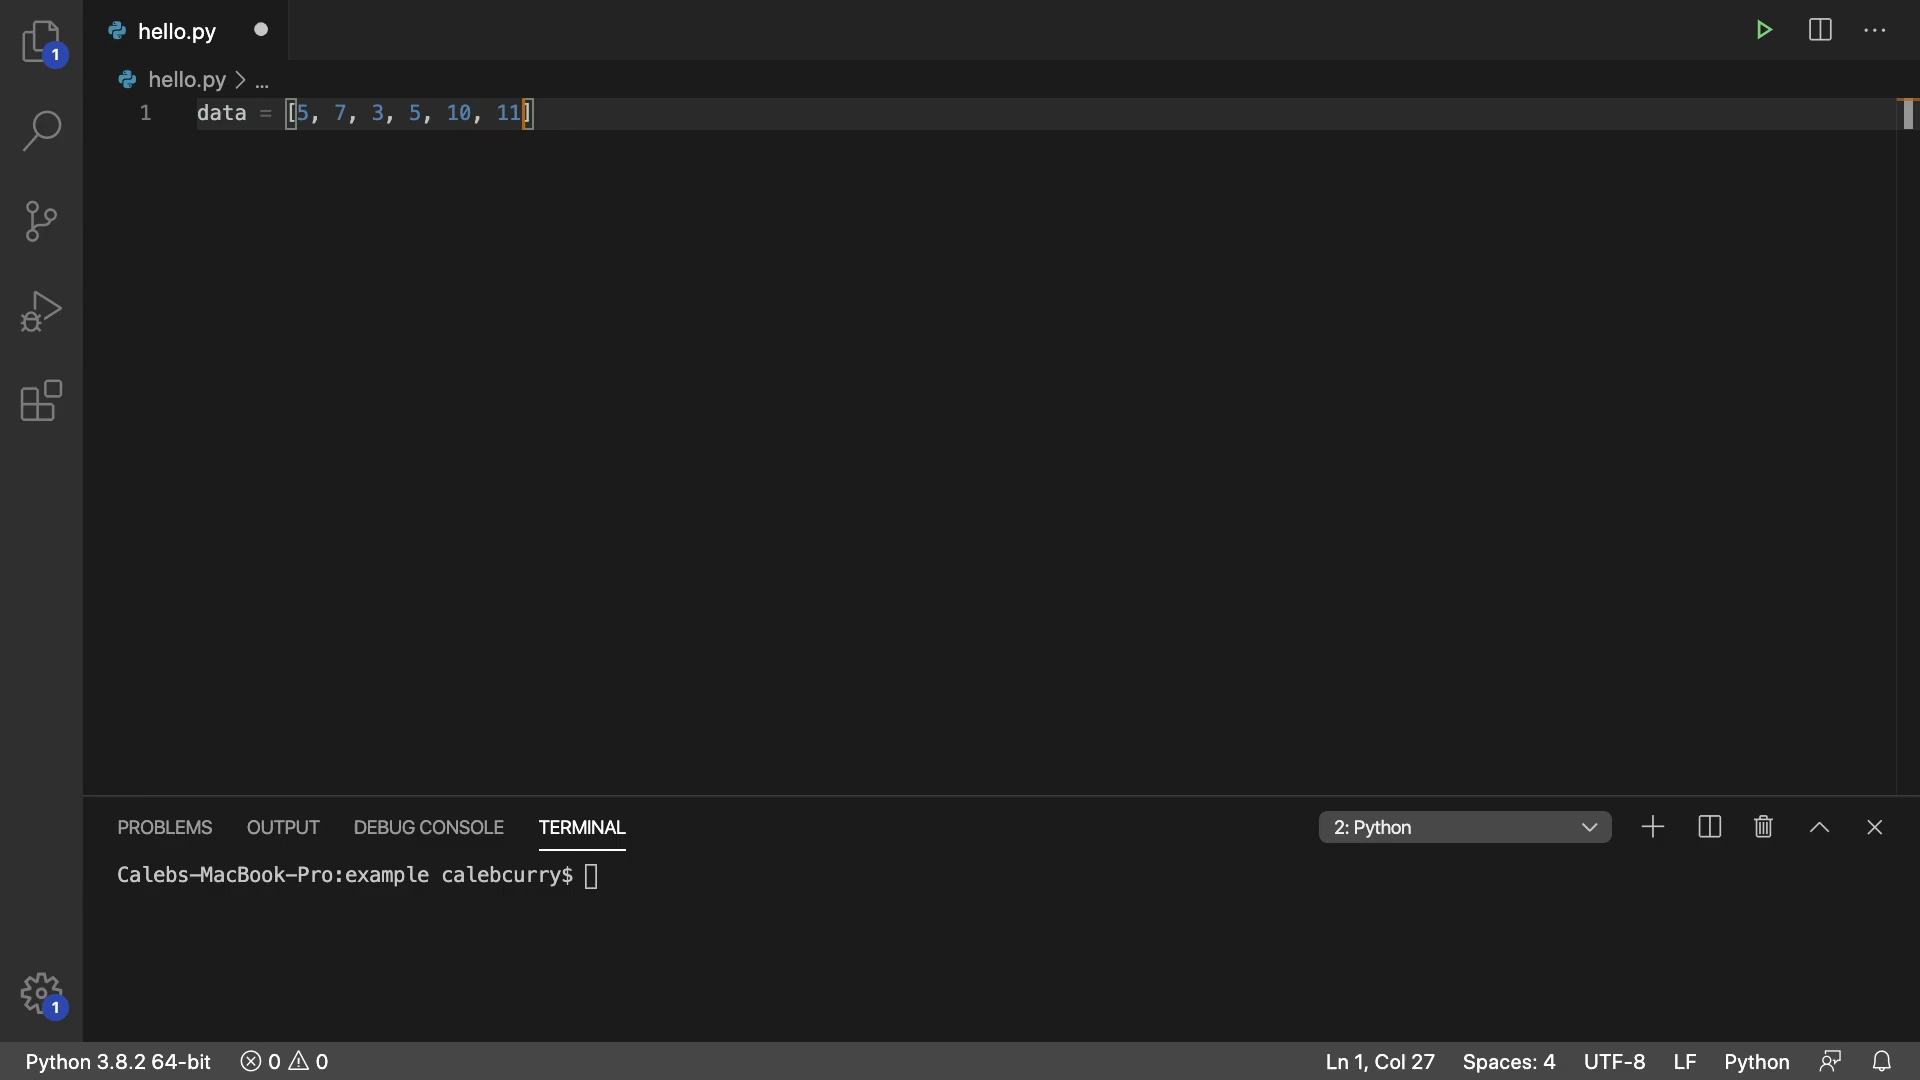 hello.py
1
hello.py > ...
1 data = [5, 7, 3, 5, 10, 11]
PROBLEMS OUTPUT DEBUG CONSOLE TERMINAL 2: Python
Calebs-MacBook-Pro:example calebcurry$
1
Python 3.8.2 64-bit 0 0 Ln 1, Col 27 Spaces: 4 UTF-8 LF Python